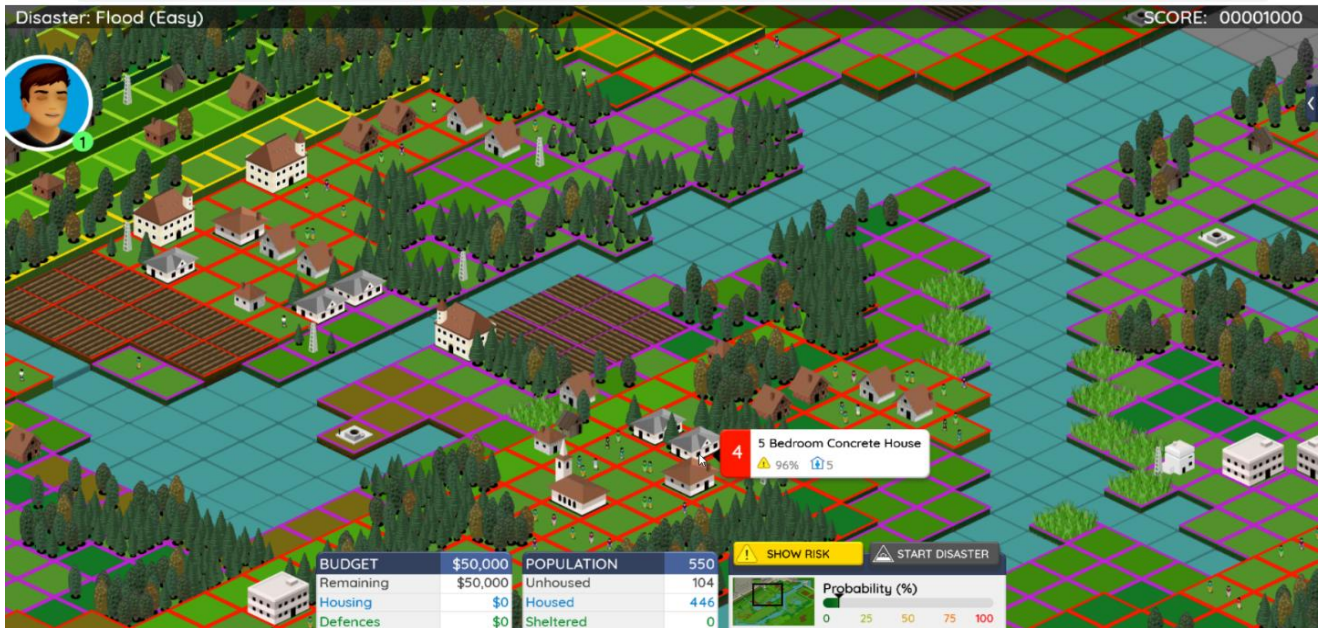 Disaster: Flood (Easy)
SCORE: 00001000
1
4
5 Bedroom Concrete House
96% 5
SHOW RISK
START DISASTER
BUDGET $50,000
Remaining $50,000
Housing $0
Defences $0
POPULATION 550
Unhoused 104
Housed 446
Sheltered 0
Probability (%)
0 25 50 75 100